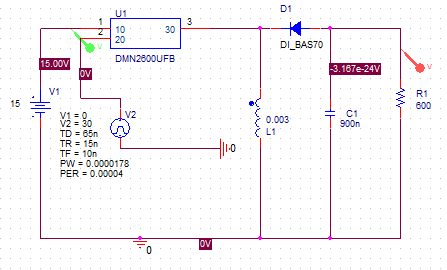 U1
1
10
2
20
30
3
DMN2600UFB
D1
DI_BAS70
V
15.00V
0V
-3.167e-24V
V
V1
15
V1 = 0
V2 = 30
TD = 65n
TR = 15n
TF = 10n
PW = 0.0000178
PER = 0.00004
V2
0
0.003
L1
C1
900n
R1
600
0
0V